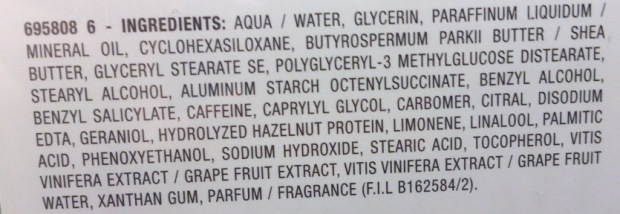 695808 6 - INGREDIENTS: AQUA / WATER, GLYCERIN, PARAFFINUM LIQUIDUM /
MINERAL OIL, CYCLOHEXASILOXANE, BUTYROSPERMUM PARKII BUTTER / SHEA
BUTTER, GLYCERYL STEARATE SE, POLYGLYCERYL-3 METHYLGLUCOSE DISTEARATE,
STEARYL ALCOHOL, ALUMINUM STARCH OCTENYLSUCCINATE, BENZYL ALCOHOL,
BENZYL SALICYLATE, CAFFEINE, CAPRYLYL GLYCOL, CARBOMER, CITRAL, DISODIUM
EDTA, GERANIOL, HYDROLYZED HAZELNUT PROTEIN, LIMONENE, LINALOOL, PALMITIC
ACID, PHENOXYETHANOL, SODIUM HYDROXIDE, STEARIC ACID, TOCOPHEROL, VITIS
VINIFERA EXTRACT / GRAPE FRUIT EXTRACT, VITIS VINIFERA EXTRACT / GRAPE FRUIT
WATER, XANTHAN GUM, PARFUM / FRAGRANCE (F.I.L B162584/2).